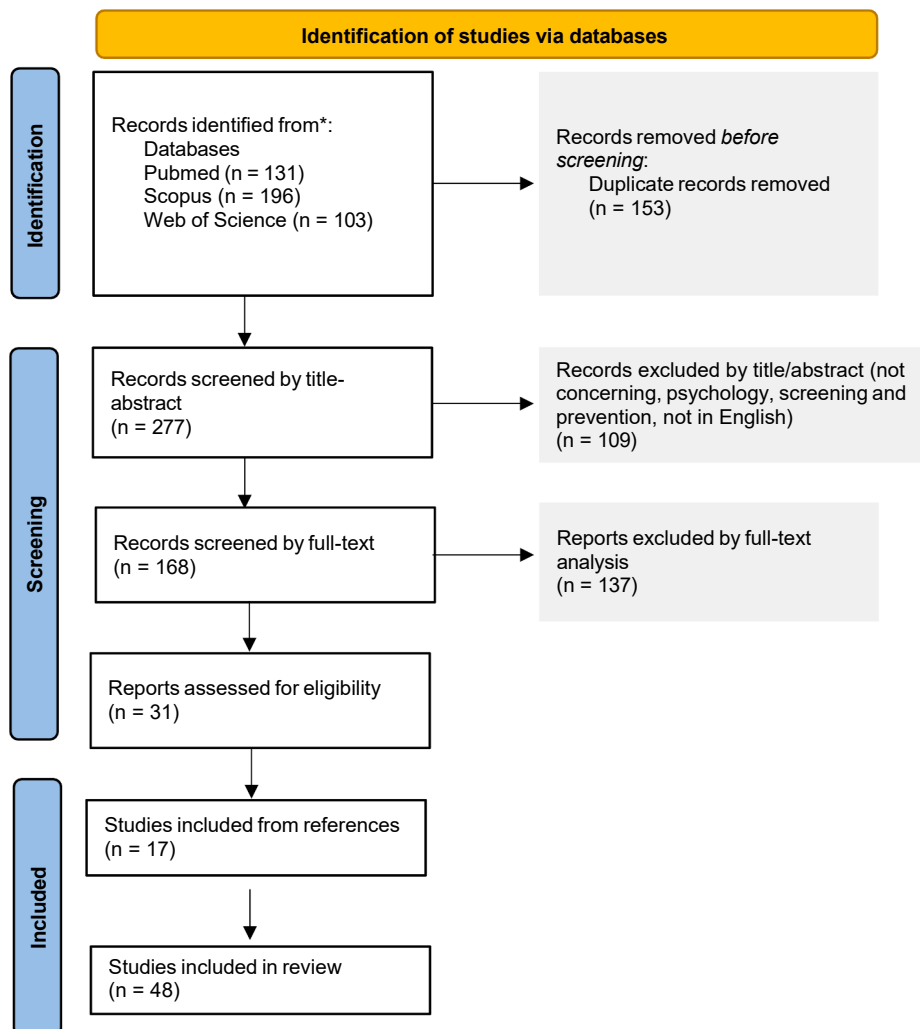 Identification of studies via databases
Identification
Records identified from*:
Databases
Pubmed (n = 131)
Scopus (n = 196)
Web of Science (n = 103)
Records removed before
screening:
Duplicate records removed
(n = 153)
Screening
Records screened by title-
abstract
(n = 277)
Records excluded by title/abstract (not
concerning, psychology, screening and
prevention, not in English)
(n = 109)
Records screened by full-text
(n = 168)
Reports excluded by full-text
analysis
(n = 137)
Reports assessed for eligibility
(n = 31)
Included
Studies included from references
(n = 17)
Studies included in review
(n = 48)